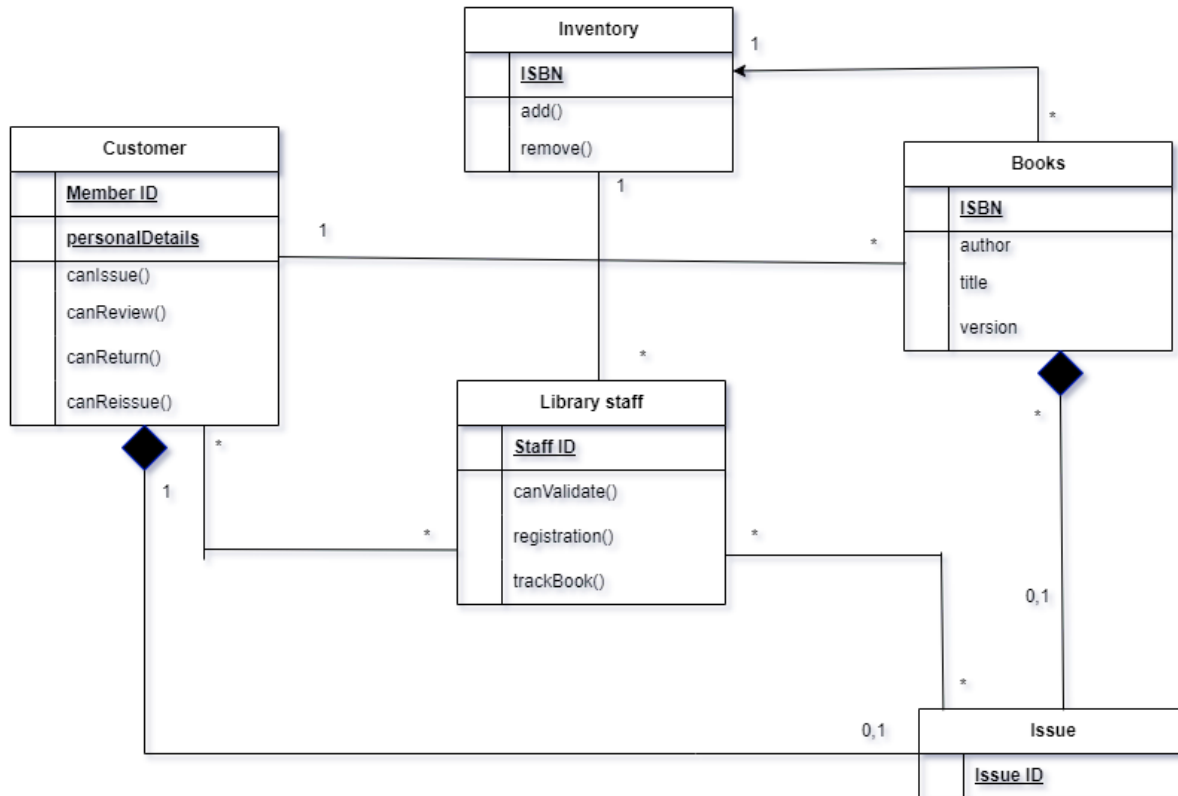 Inventory
ISBN
add()
remove()
1
1
*
Customer
Member ID
personalDetails
canIssue()
canReview()
canReturn()
canReissue()
1
*
Books
ISBN
author
title
version
*
Library staff
Staff ID
canValidate()
registration()
trackBook()
*
1
*
*
*
0,1
*
0,1
Issue
Issue ID